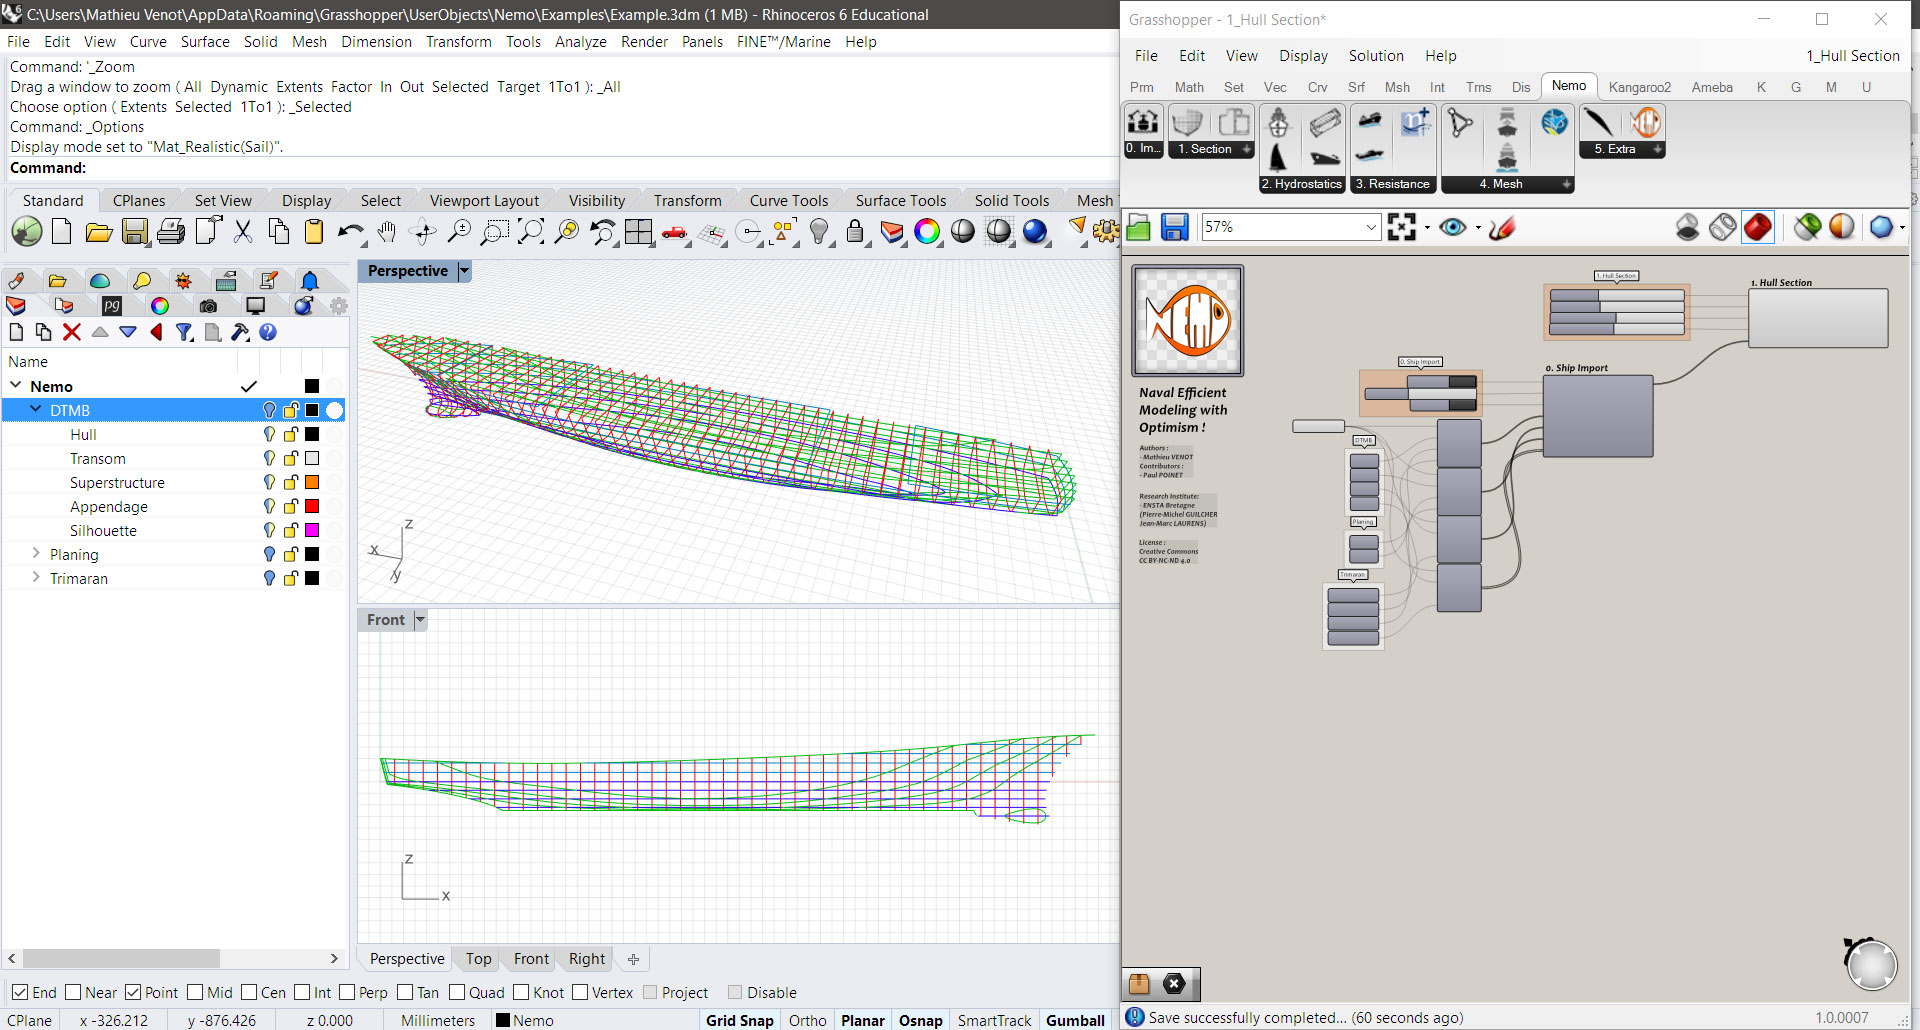 C:\Users\Mathieu Venot\AppData\Roaming\Grasshopper\UserObjects\Nemo\Examples\Example.3dm (1 MB) - Rhinoceros 6 Educational
File Edit View Curve Surface Solid Mesh Dimension Transform Tools Analyze Render Panels FINE™/Marine Help
Command: '_Zoom
Drag a window to zoom ( All Dynamic Extents Factor In Out Selected Target 1To1 ): _All
Choose option ( Extents Selected 1To1 ): _Selected
Command: _Options
Display mode set to "Mat_Realistic(Sail)".
Command:
Standard CPlanes Set View Display Select Viewport Layout Visibility Transform Curve Tools Surface Tools Solid Tools Mesh T
pg
Name
Nemo
DTMB
Hull
Transom
Superstructure
Appendage
Silhouette
Planing
Trimaran
Perspective
z
x
y
Front
z
x
Perspective Top Front Right
End Near Point Mid Cen Int Perp Tan Quad Knot Vertex Project Disable
CPlane x -326.212 y -876.426 z 0.000 Millimeters Nemo Grid Snap Ortho Planar Osnap SmartTrack Gumball
Grasshopper - 1_Hull Section*
File Edit View Display Solution Help 1_Hull Section
Prm Math Set Vec Crv Srf Msh Int Trns Dis Nemo Kangaroo2 Ameba K G M U
0. Im... 1. Section 2. Hydrostatics 3. Resistance 4. Mesh 5. Extra
57%
NEMO
Naval Efficient
Modeling with
Optimism !
Authors :
- Mathieu VENOT
Contributors :
- Paul POINET
Research Institute:
- ENSTA Bretagne
(Pierre-Michel GUILCHER
Jean-Marc LAURENS)
License :
Creative Commons
CC BY-NC-ND 4.0
1. Hull Section
1. Hull Section
0. Ship Import
0. Ship Import
DTMB
Planing
Trimaran
Save successfully completed... (60 seconds ago) 1.0.0007